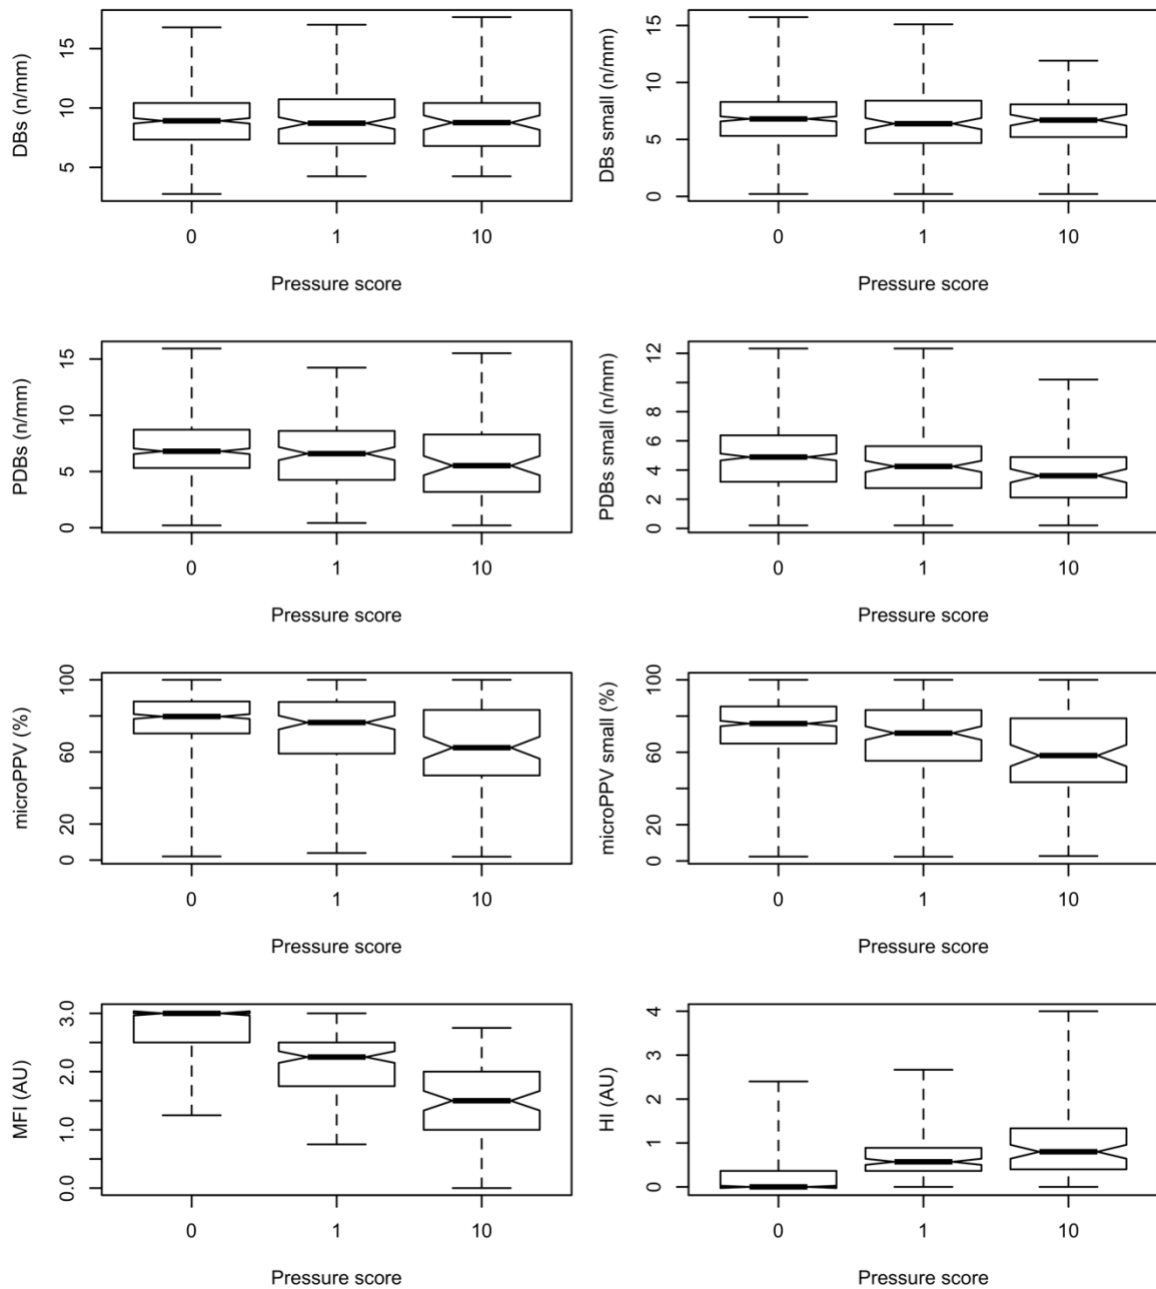 DBs (n/mm)
15
10
5
0 1 10
Pressure score
DBs small (n/mm)
15
10
5
0
0 1 10
Pressure score
PDBs (n/mm)
15
10
5
0
0 1 10
Pressure score
PDBs small (n/mm)
12
8
6
4
2
0
0 1 10
Pressure score
microPPV (%)
100
60
20
0
0 1 10
Pressure score
microPPV small (%)
100
60
20
0
0 1 10
Pressure score
MFI (AU)
3.0
2.0
1.0
0.0
0 1 10
Pressure score
HI (AU)
4
3
2
1
0
0 1 10
Pressure score